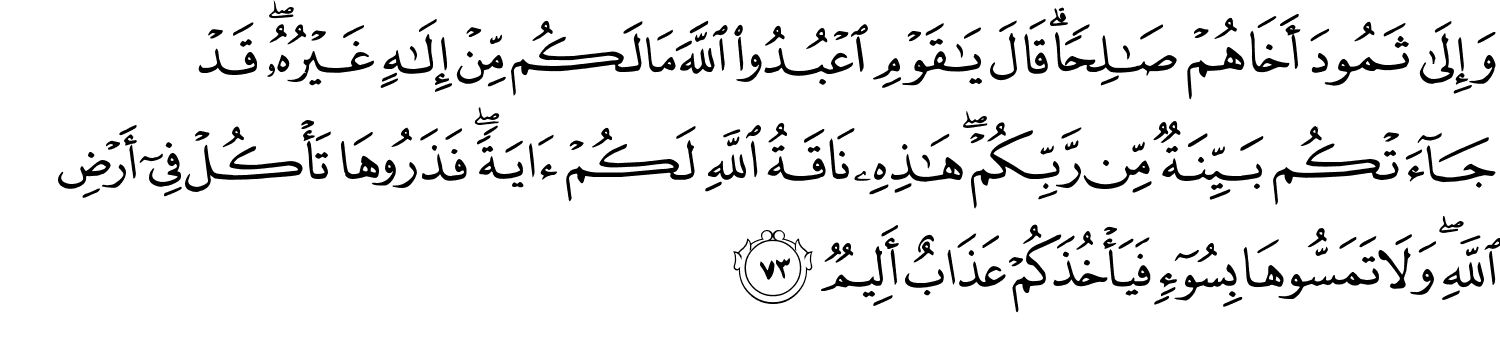 وَإِلَىٰ ثَمُودَ أَخَاهُمۡ صَٰلِحٗاۚ قَالَ يَٰقَوۡمِ ٱعۡبُدُواْ ٱللَّهَ مَا لَكُم مِّنۡ إِلَٰهٍ غَيۡرُهُۥۖ قَدۡ
جَآءَتۡكُم بَيِّنَةٞ مِّن رَّبِّكُمۡۖ هَٰذِهِۦ نَاقَةُ ٱللَّهِ لَكُمۡ ءَايَةٗۖ فَذَرُوهَا تَأۡكُلۡ فِيٓ أَرۡضِ
ٱللَّهِۖ وَلَا تَمَسُّوهَا بِسُوٓءٖ فَيَأۡخُذَكُمۡ عَذَابٌ أَلِيمٞ ٧٣